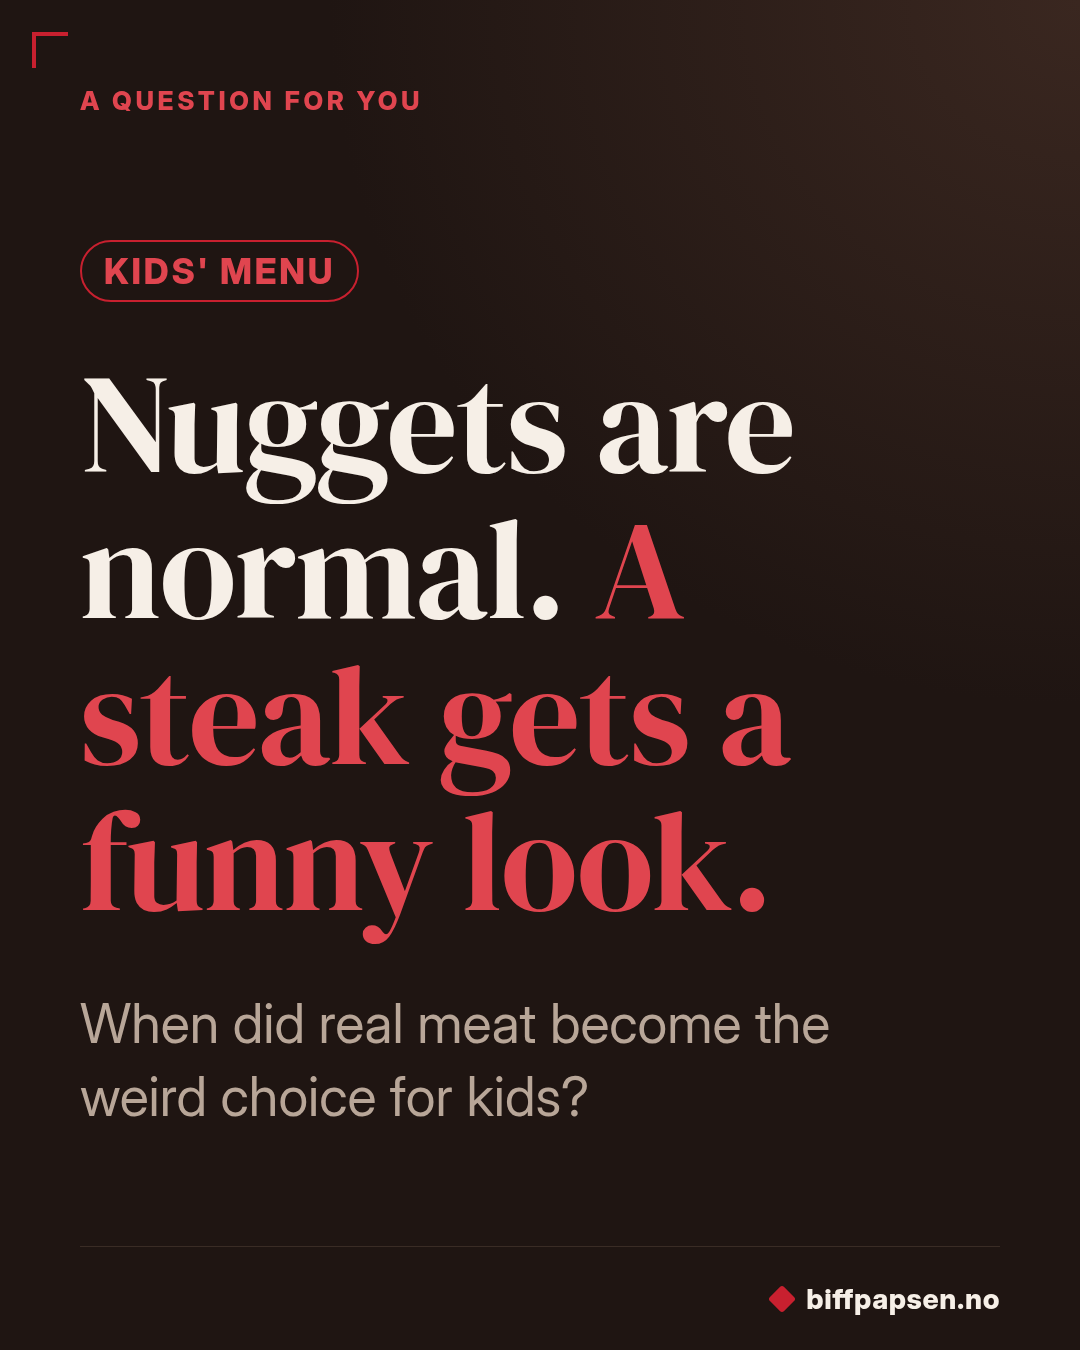 A QUESTION FOR YOU
KIDS' MENU
Nuggets are
normal. A
steak gets a
funny look.
When did real meat become the
weird choice for kids?
biffpapsen.no